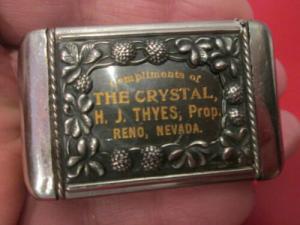 Compliments of
THE CRYSTAL,
H. J. THYES, Prop.
RENO, NEVADA.